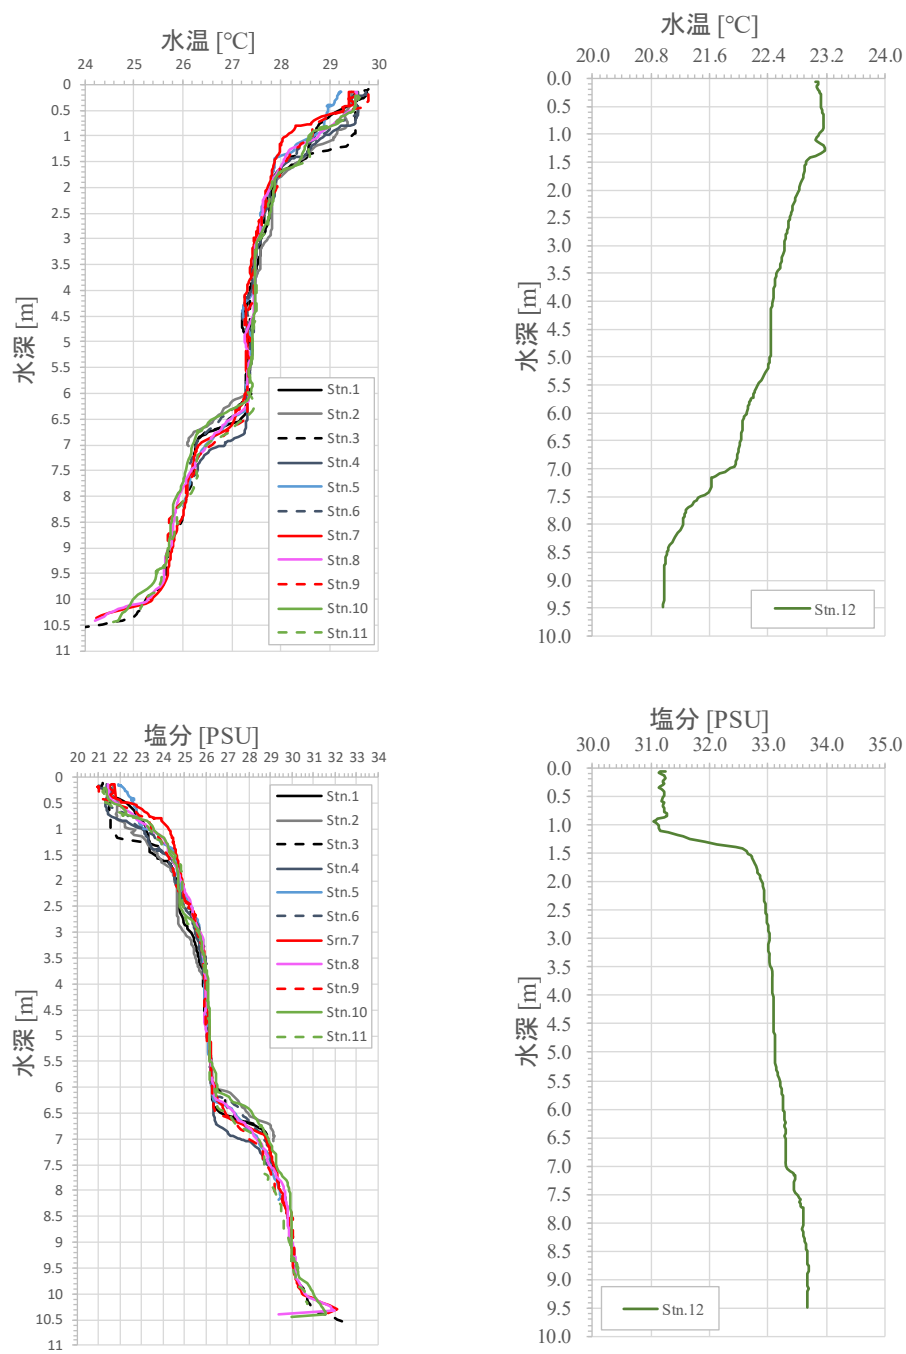 水温 [℃]
24 25 26 27 28 29 30
0
0.5
1
1.5
2
2.5
3
3.5
4
4.5
5
5.5
6
6.5
7
7.5
8
8.5
9
9.5
10
10.5
11
水深 [m]
Stn.1
Stn.2
Stn.3
Stn.4
Stn.5
Stn.6
Stn.7
Stn.8
Stn.9
Stn.10
Stn.11
水温 [℃]
20.0 20.8 21.6 22.4 23.2 24.0
0.0
0.5
1.0
1.5
2.0
2.5
3.0
3.5
4.0
4.5
5.0
5.5
6.0
6.5
7.0
7.5
8.0
8.5
9.0
9.5
10.0
水深 [m]
Stn.12
塩分 [PSU]
20 21 22 23 24 25 26 27 28 29 30 31 32 33 34
0
0.5
1
1.5
2
2.5
3
3.5
4
4.5
5
5.5
6
6.5
7
7.5
8
8.5
9
9.5
10
10.5
11
水深 [m]
Stn.1
Stn.2
Stn.3
Stn.4
Stn.5
Stn.6
Srn.7
Stn.8
Stn.9
Stn.10
Stn.11
塩分 [PSU]
30.0 31.0 32.0 33.0 34.0 35.0
0.0
0.5
1.0
1.5
2.0
2.5
3.0
3.5
4.0
4.5
5.0
5.5
6.0
6.5
7.0
7.5
8.0
8.5
9.0
9.5
10.0
水深 [m]
Stn.12